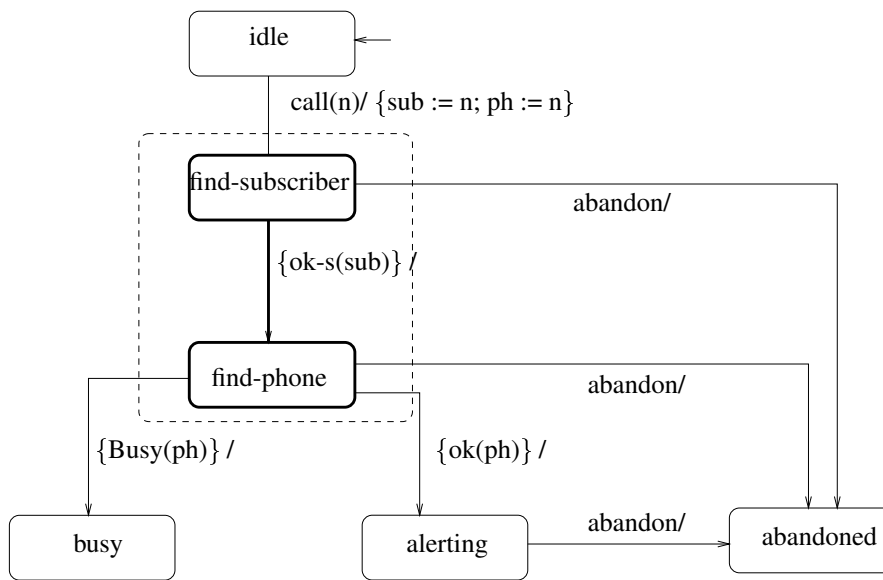 idle
call(n)/ {sub := n; ph := n}
find-subscriber
abandon/
{ok-s(sub)} /
find-phone
abandon/
{Busy(ph)} /
{ok(ph)} /
busy
alerting
abandon/
abandoned